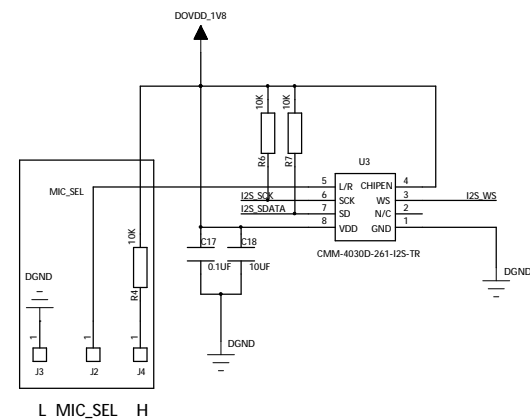 DOVDD_1V8
10K
10K
R6
R7
U3
5
L/R
CHIPEN
4
I2S_SCK
6
SCK
WS
3
I2S_WS
I2S_SDATA
7
SD
N/C
2
8
VDD
GND
1
CMM-4030D-261-I2S-TR
MIC_SEL
C17
C18
0.1UF
10UF
10K
R4
DGND
DGND
DGND
1
1
1
J3
J2
J4
L MIC_SEL H